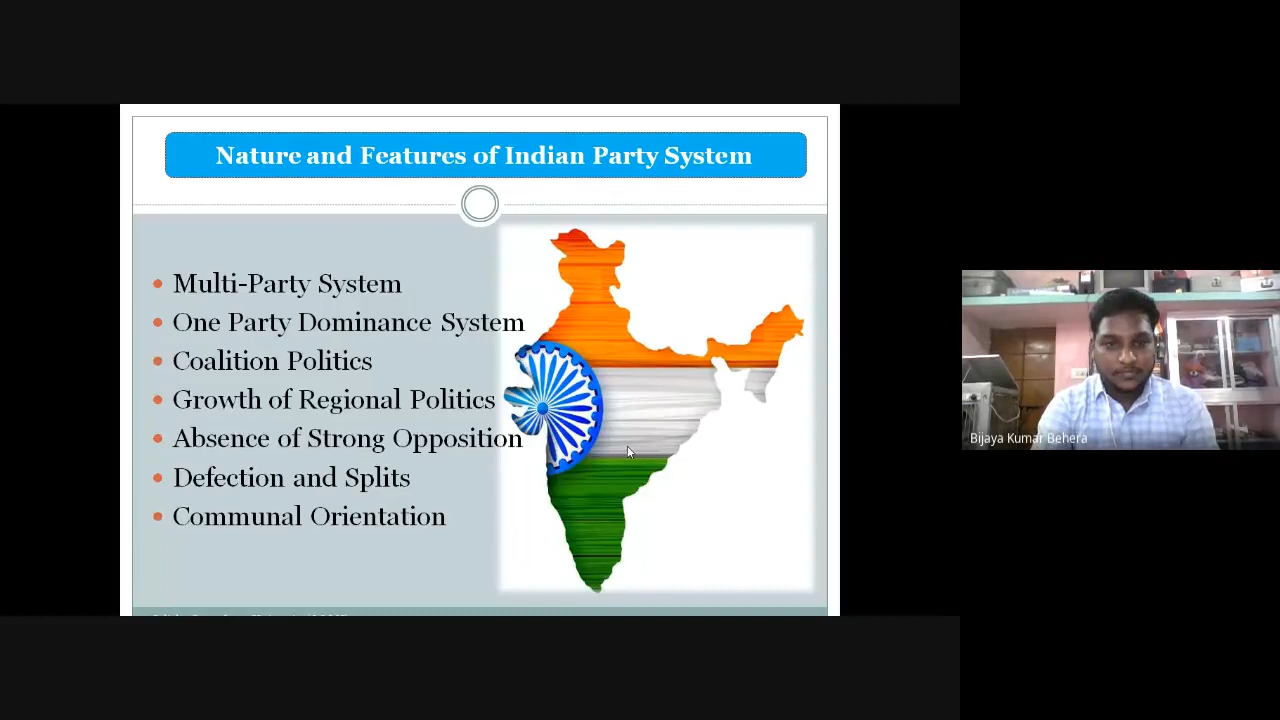 Nature and Features of Indian Party System
Multi-Party System
One Party Dominance System
Coalition Politics
Growth of Regional Politics
Absence of Strong Opposition
Defection and Splits
Communal Orientation
Bijaya Kumar Behera